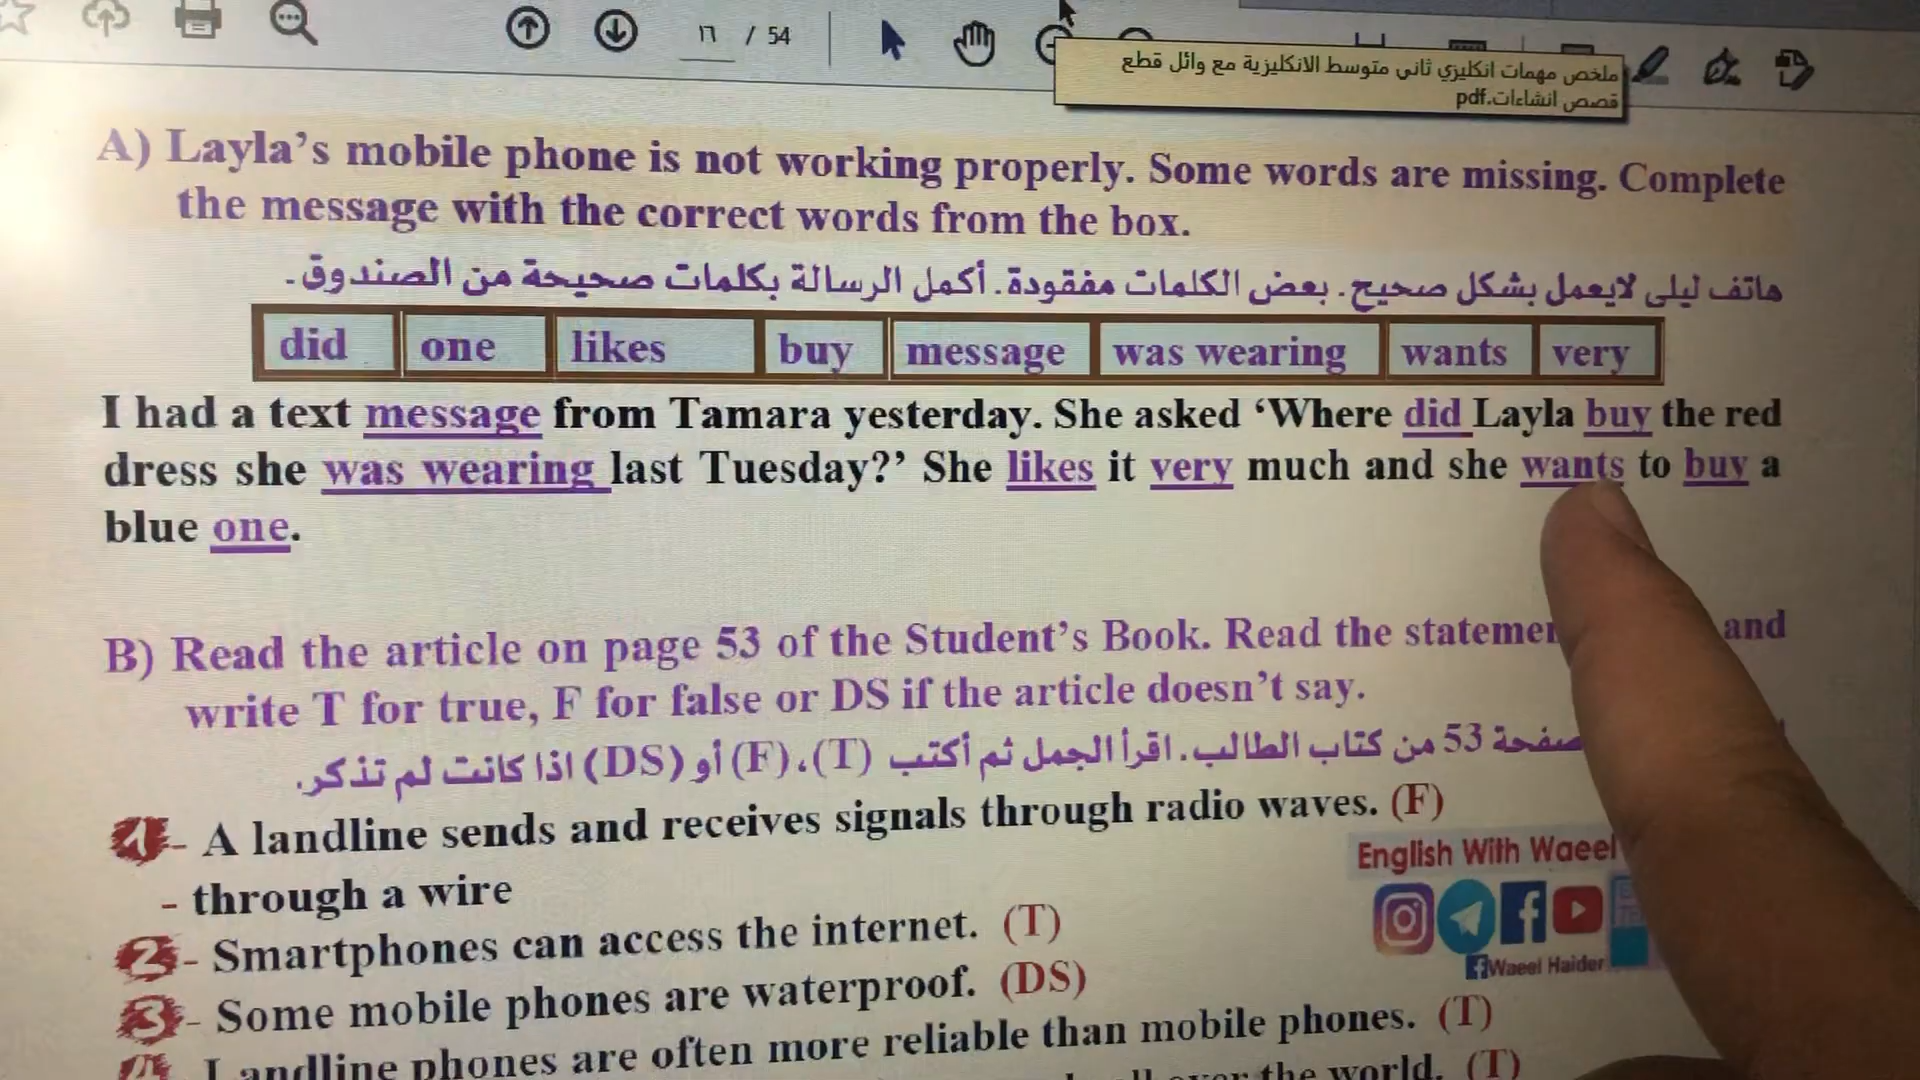 ١٦ / 54
ملخص مهمات انكليزي ثاني متوسط الانكليزية مع وائل قطع
قصص انشاءات.pdf
A) Layla’s mobile phone is not working properly. Some words are missing. Complete
the message with the correct words from the box.
هاتف ليلى لايعمل بشكل صحيح. بعض الكلمات مفقودة. أكمل الرسالة بكلمات صحيحة من الصندوق.
did one likes buy message was wearing wants very
I had a text message from Tamara yesterday. She asked ‘Where did Layla buy the red
dress she was wearing last Tuesday?’ She likes it very much and she wants to buy a
blue one.
B) Read the article on page 53 of the Student’s Book. Read the and
write T for true, F for false or DS if the article doesn’t say.
صفحة 53 من كتاب الطالب. اقرأ الجمل ثم أكتب (T)، (F) أو (DS) اذا كانت لم تذكر.
1- A landline sends and receives signals through radio waves. (F)
- through a wire
English With Waeel
2- Smartphones can access the internet. (T)
Waeel Haider
3- Some mobile phones are waterproof. (DS)
Landline phones are often more reliable than mobile phones. (T)
over the world. (T)